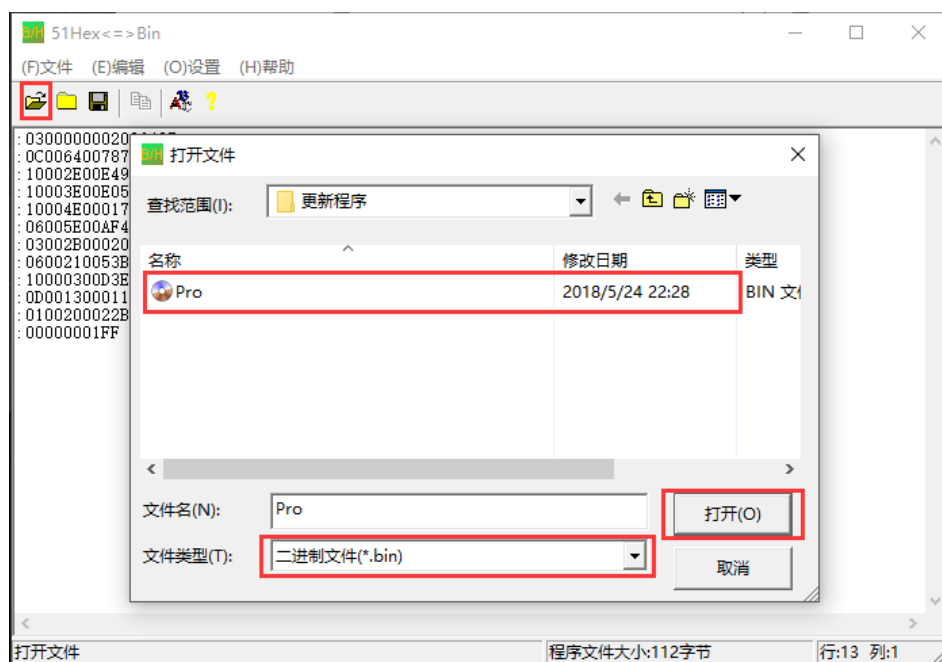 B/H 51Hex<=>Bin
(F)文件 (E)编辑 (O)设置 (H)帮助
:03000000020
:0C006400787
:10002E00E49
:10003E00E05
:10004E00017
:06005E00AF4
:03002B00020
:0600210053B
:10000300D3E
:0D001300011
:0100200022B
:00000001FF
B/H 打开文件
查找范围(I): 更新程序
名称 修改日期 类型
Pro 2018/5/24 22:28 BIN 文
文件名(N): Pro 打开(O)
文件类型(T): 二进制文件(*.bin) 取消
打开文件 程序文件大小:112字节 行:13 列:1